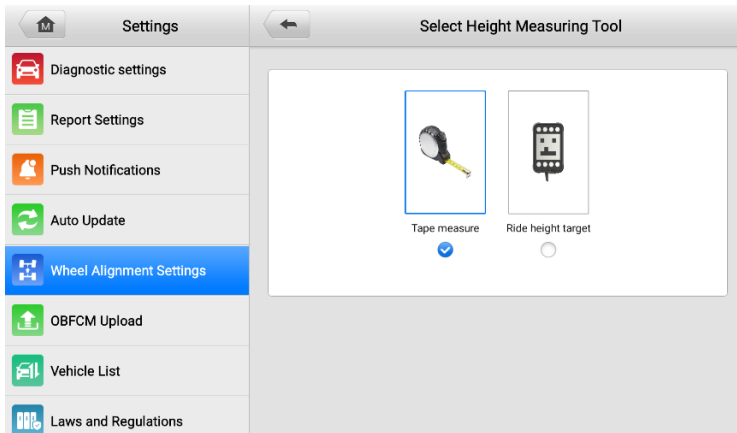 M
Settings
Select Height Measuring Tool
Diagnostic settings
Report Settings
Push Notifications
Auto Update
Wheel Alignment Settings
OBFCM Upload
Vehicle List
Laws and Regulations
Tape measure
Ride height target